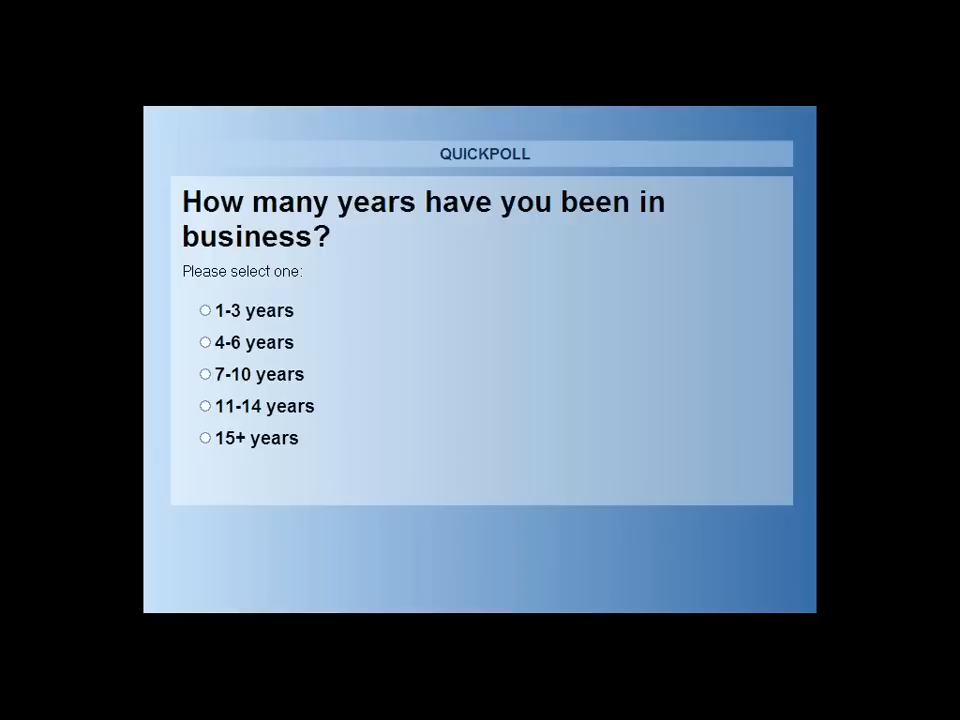 QUICKPOLL
How many years have you been in
business?
Please select one:
1-3 years
4-6 years
7-10 years
11-14 years
15+ years